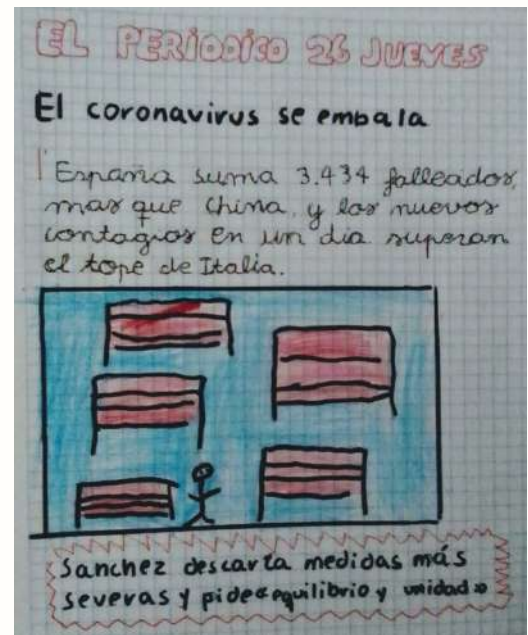 EL PERIODICO 26 JUEVES
El coronavirus se embala
España suma 3.434 falleados,
mas que China, y los nuevos
contagios en un dia superan
el tope de Italia.
Sanchez descarta medidas más
severas y pide «equilibrio y unidad»